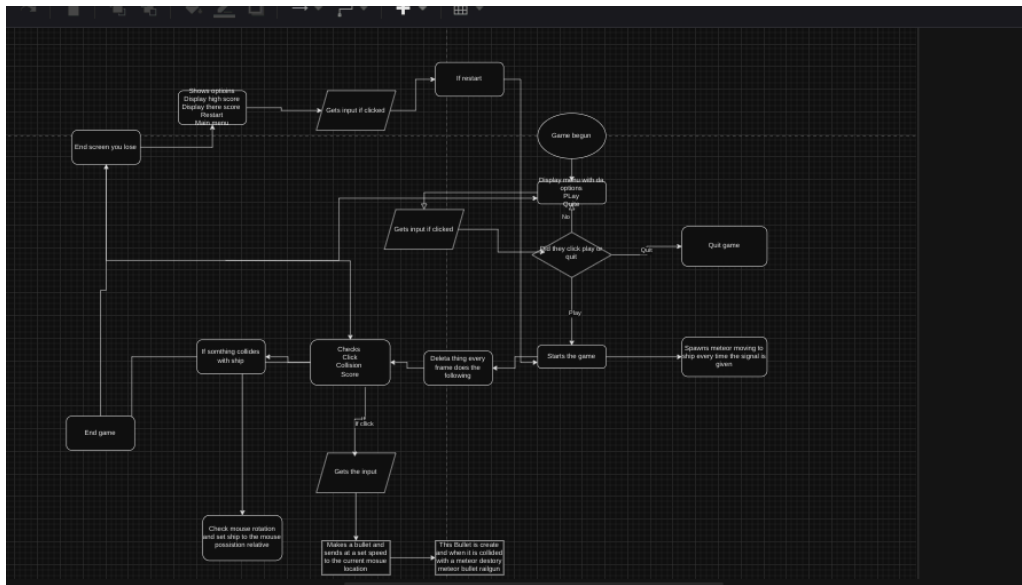 If restart
Shows options
Display high score
Display there score
Restart
Main menu
Gets input if clicked
Game begun
End screen you lose
Display menu with da
options
PLay
Quite
Gets input if clicked
No
Did they click play or
quit
Quit
Quit game
Play
If somthing collides
with ship
Checks
Click
Collision
Score
Deleta thing every
frame does the
following
Starts the game
Spawns meteor moving to
ship every time the signal is
given
End game
If click
Gets the input
Check mouse rotation
and set ship to the mouse
possration relative
Makes a bullet and
sends at a set speed
to the current mosue
location
This Bullet is create
and when it is collided
with a meteor destory
meteor bullet railgun